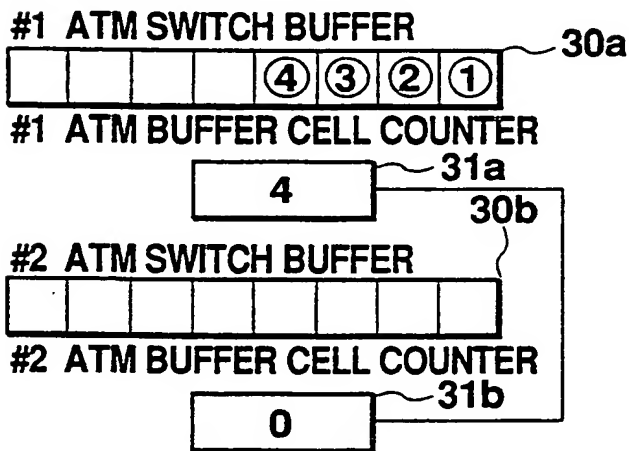 #1 ATM SWITCH BUFFER
30a
④ ③ ② ①
#1 ATM BUFFER CELL COUNTER
31a
4
30b
#2 ATM SWITCH BUFFER
#2 ATM BUFFER CELL COUNTER
31b
0